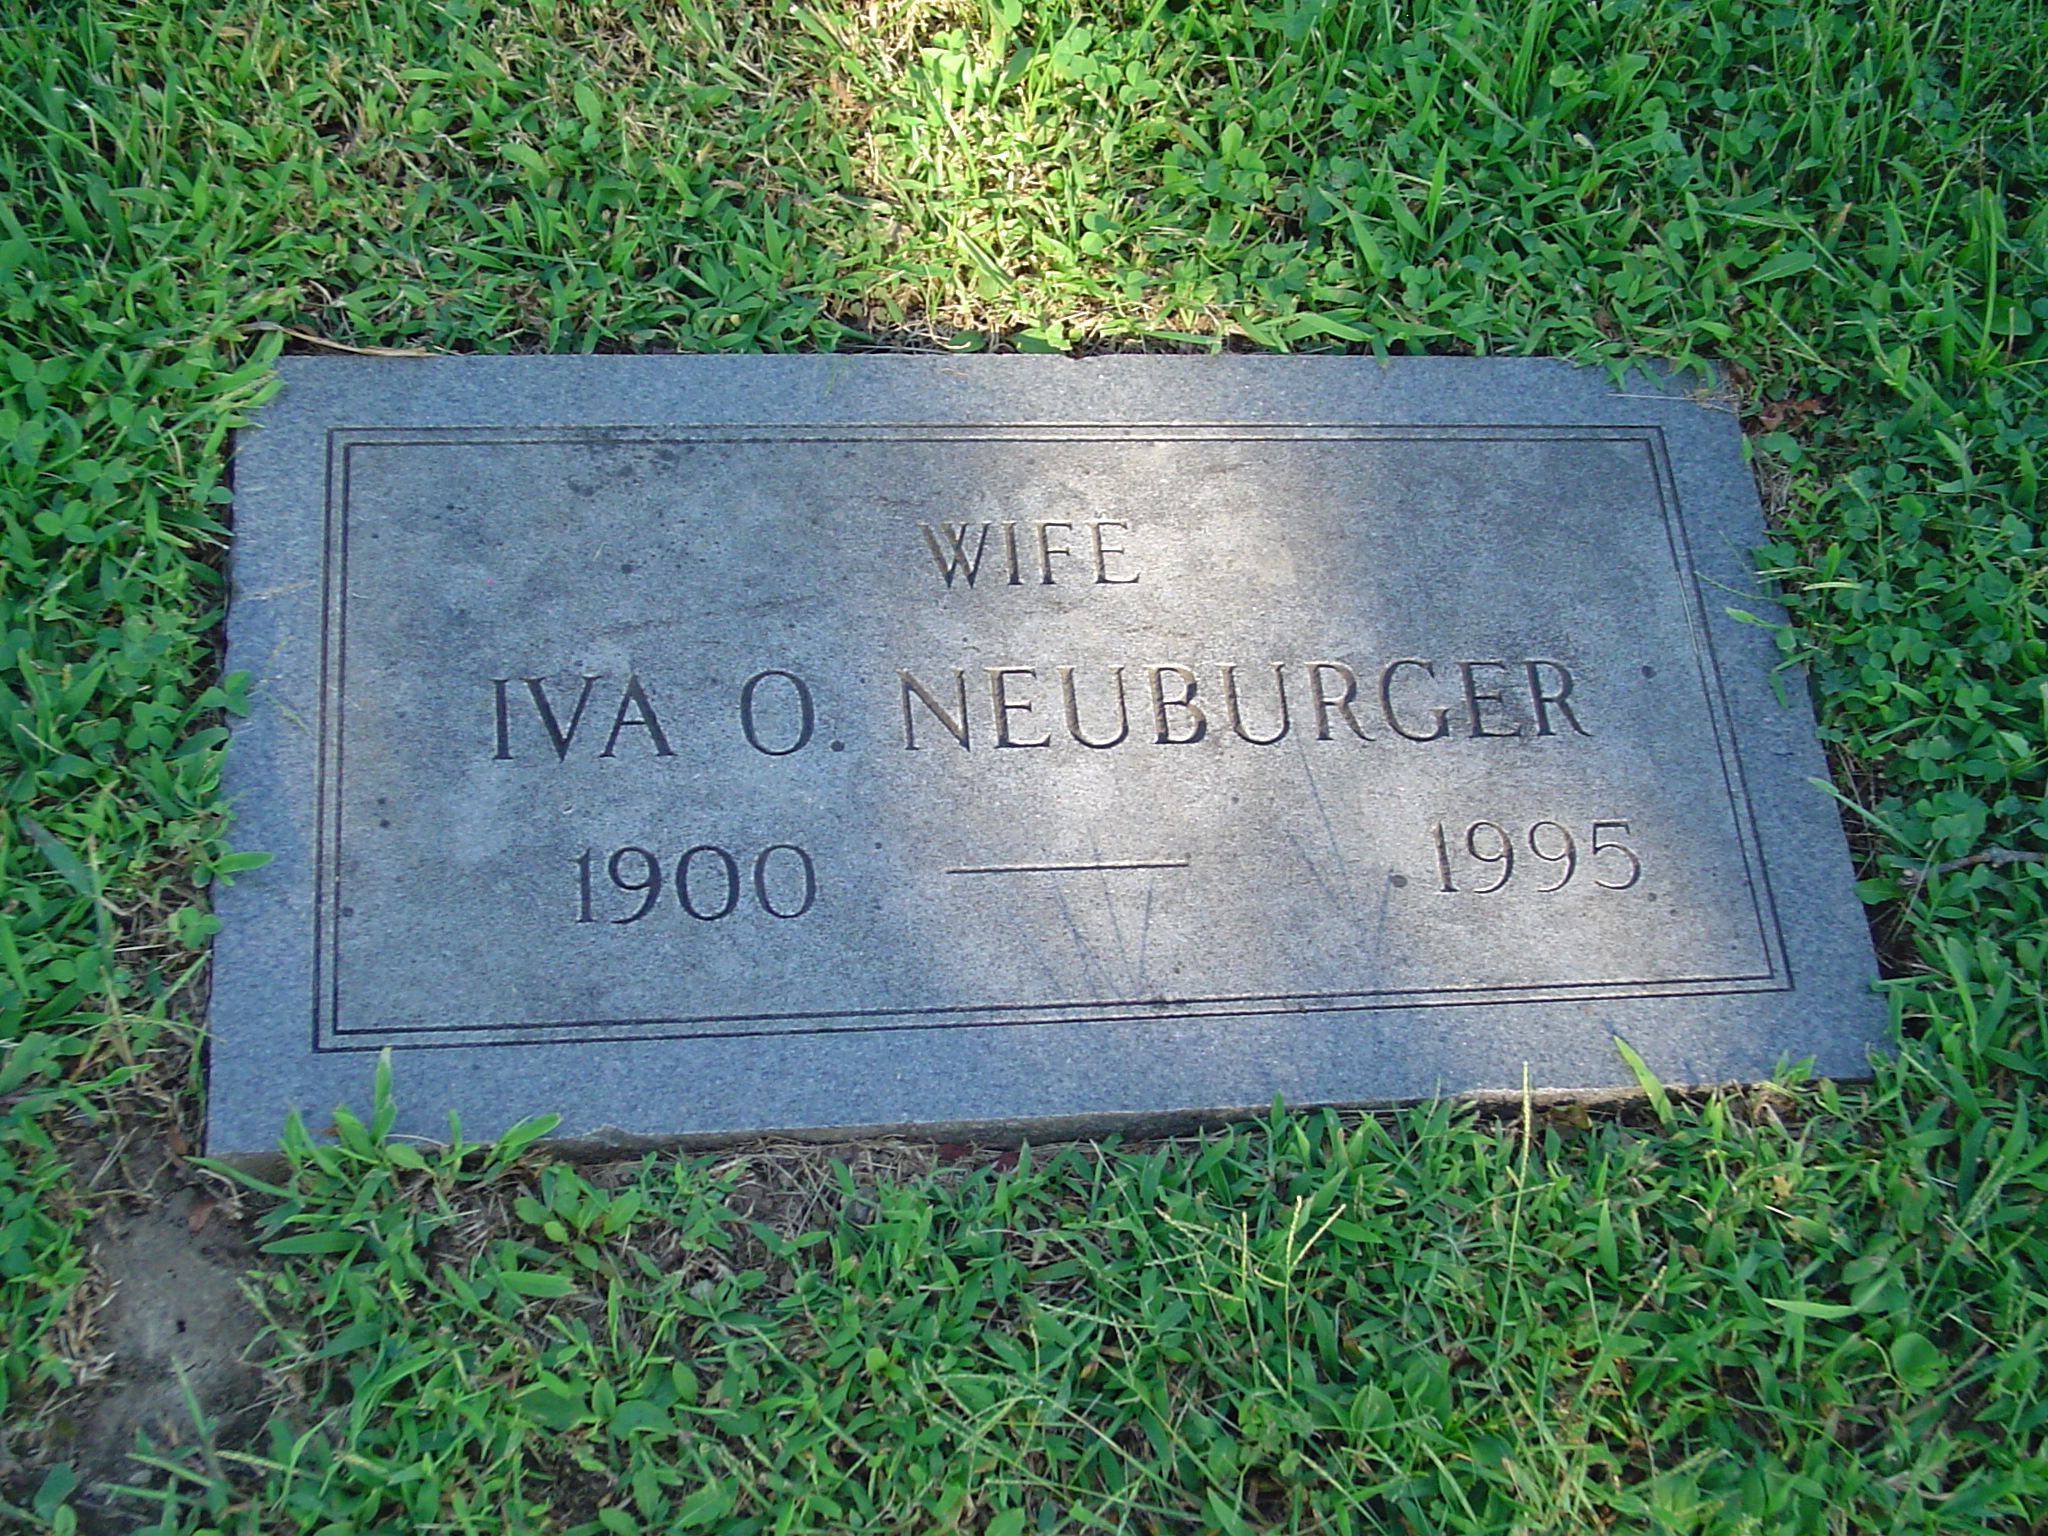 WIFE
IVA O. NEUBURGER
1900 — 1995